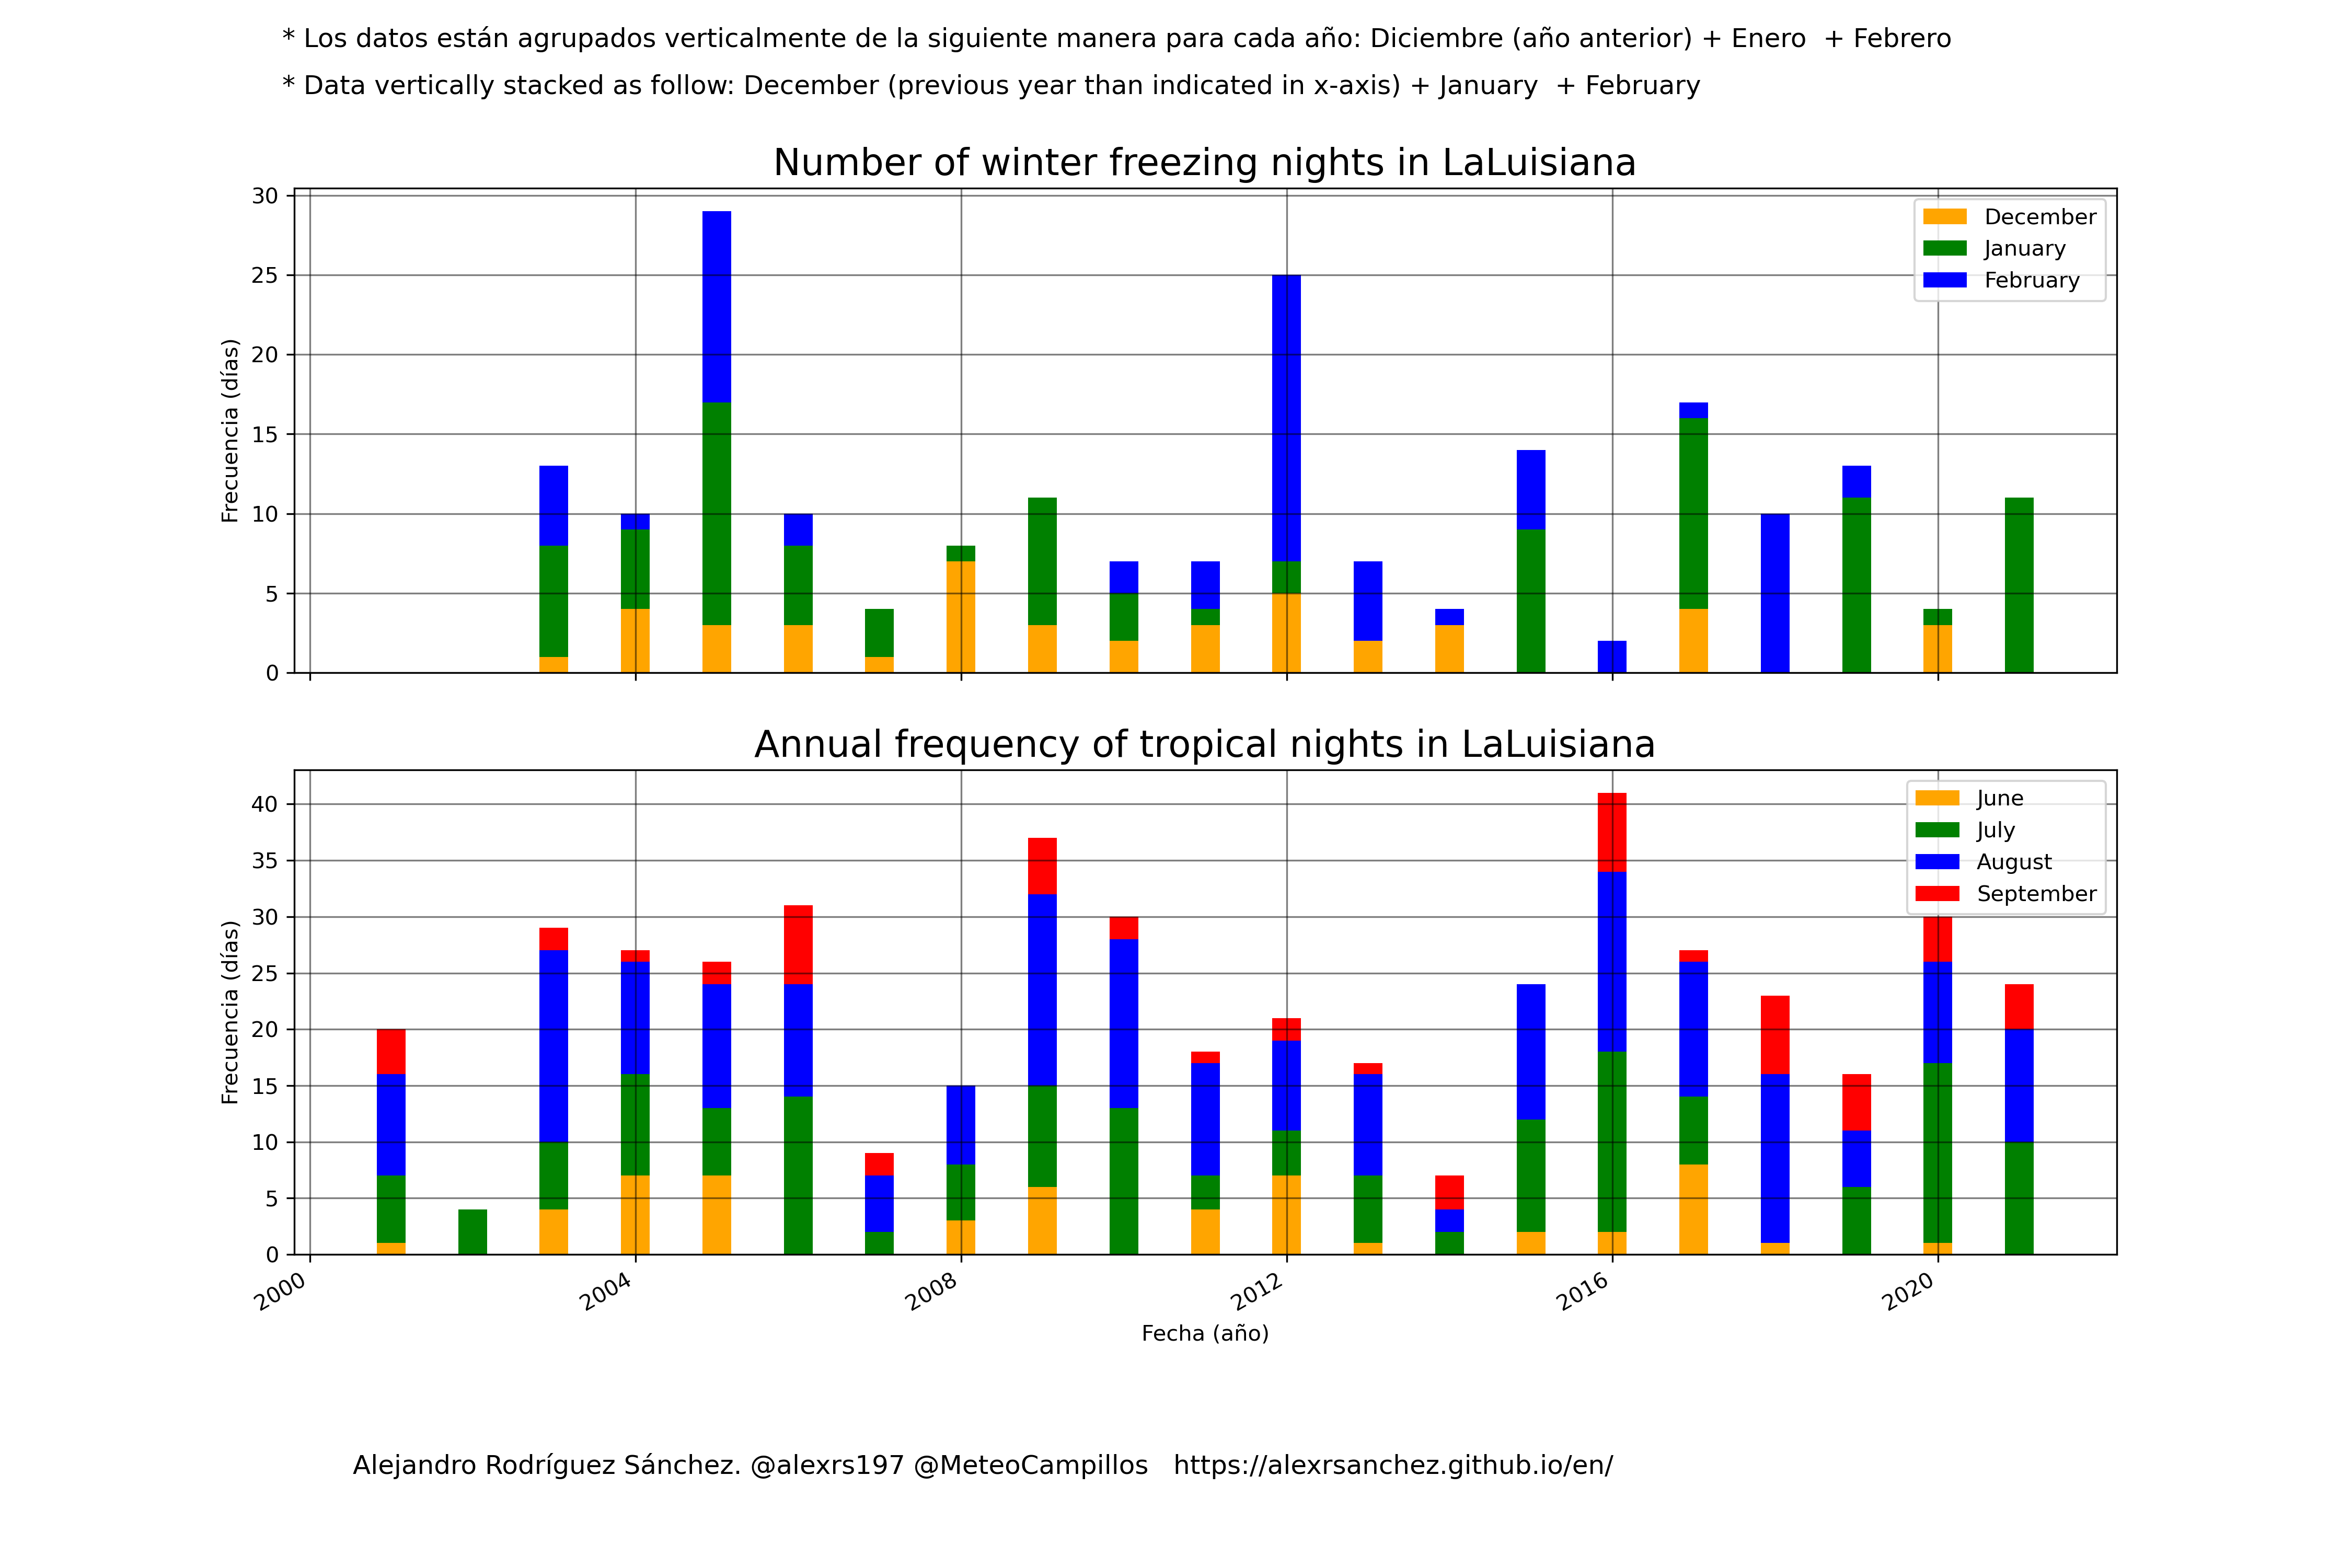 * Los datos están agrupados verticalmente de la siguiente manera para cada año: Diciembre (año anterior) + Enero  + Febrero
* Data vertically stacked as follow: December (previous year than indicated in x-axis) + January  + February
Number of winter freezing nights in LaLuisiana
30
25
20
15
10
5
0
Frecuencia (días)
December
January
February
Annual frequency of tropical nights in LaLuisiana
40
35
30
25
20
15
10
5
0
Frecuencia (días)
June
July
August
September
2000
2004
2008
2012
2016
2020
Fecha (año)
Alejandro Rodríguez Sánchez. @alexrs197 @MeteoCampillos   https://alexrsanchez.github.io/en/